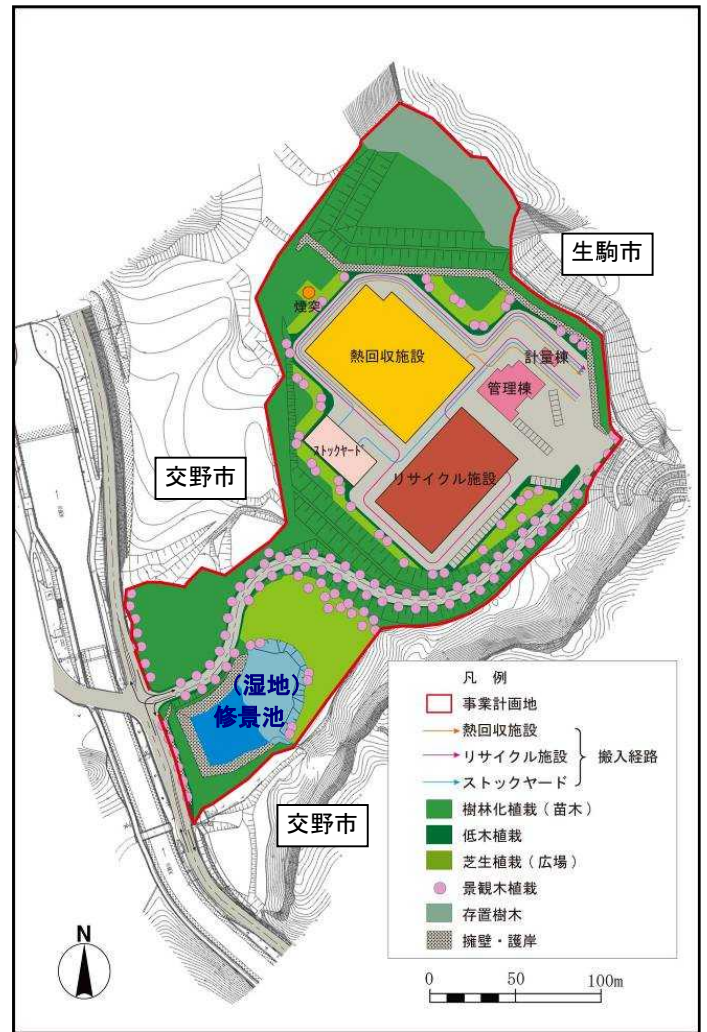 生駒市
煙突
熱回収施設
計量棟
管理棟
ストックヤード
リサイクル施設
交野市
(湿地)
修景池
交野市
凡 例
事業計画地
熱回収施設
リサイクル施設
搬入経路
ストックヤード
樹林化植栽(苗木)
低木植栽
芝生植栽(広場)
景観木植栽
存置樹木
擁壁・護岸
N
0 50 100m